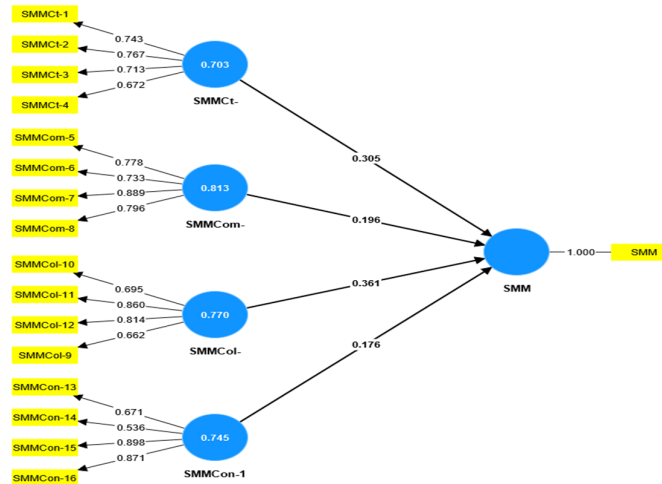 SMMCt-1
0.743
SMMCt-2
0.767
0.703
SMMCt-3
0.713
SMMCt-4
0.672
SMMCt-
0.305
SMMCom-5
0.778
SMMCom-6
0.733
0.813
SMMCom-7
0.889
SMMCom-8
0.796
SMMCom-
0.196
SMMCol-10
0.695
SMMCol-11
0.860
0.770
SMMCol-12
0.814
SMMCol-9
0.662
SMMCol-
0.361
SMMCon-13
0.671
SMMCon-14
0.536
0.745
SMMCon-15
0.898
SMMCon-16
0.871
SMMCon-1
0.176
SMM
1.000
SMM